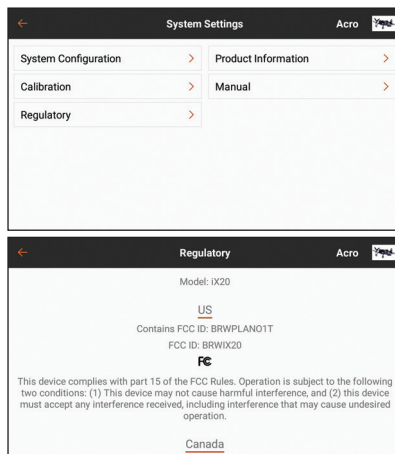 System Settings
Acro
System Configuration
Product Information
Calibration
Manual
Regulatory
Regulatory
Acro
Model: iX20
US
Contains FCC ID: BRWPLANO1T
FCC ID: BRWIX20
FC
This device complies with part 15 of the FCC Rules. Operation is subject to the following
two conditions: (1) This device may not cause harmful interference, and (2) this device
must accept any interference received, including interference that may cause undesired
operation.
Canada